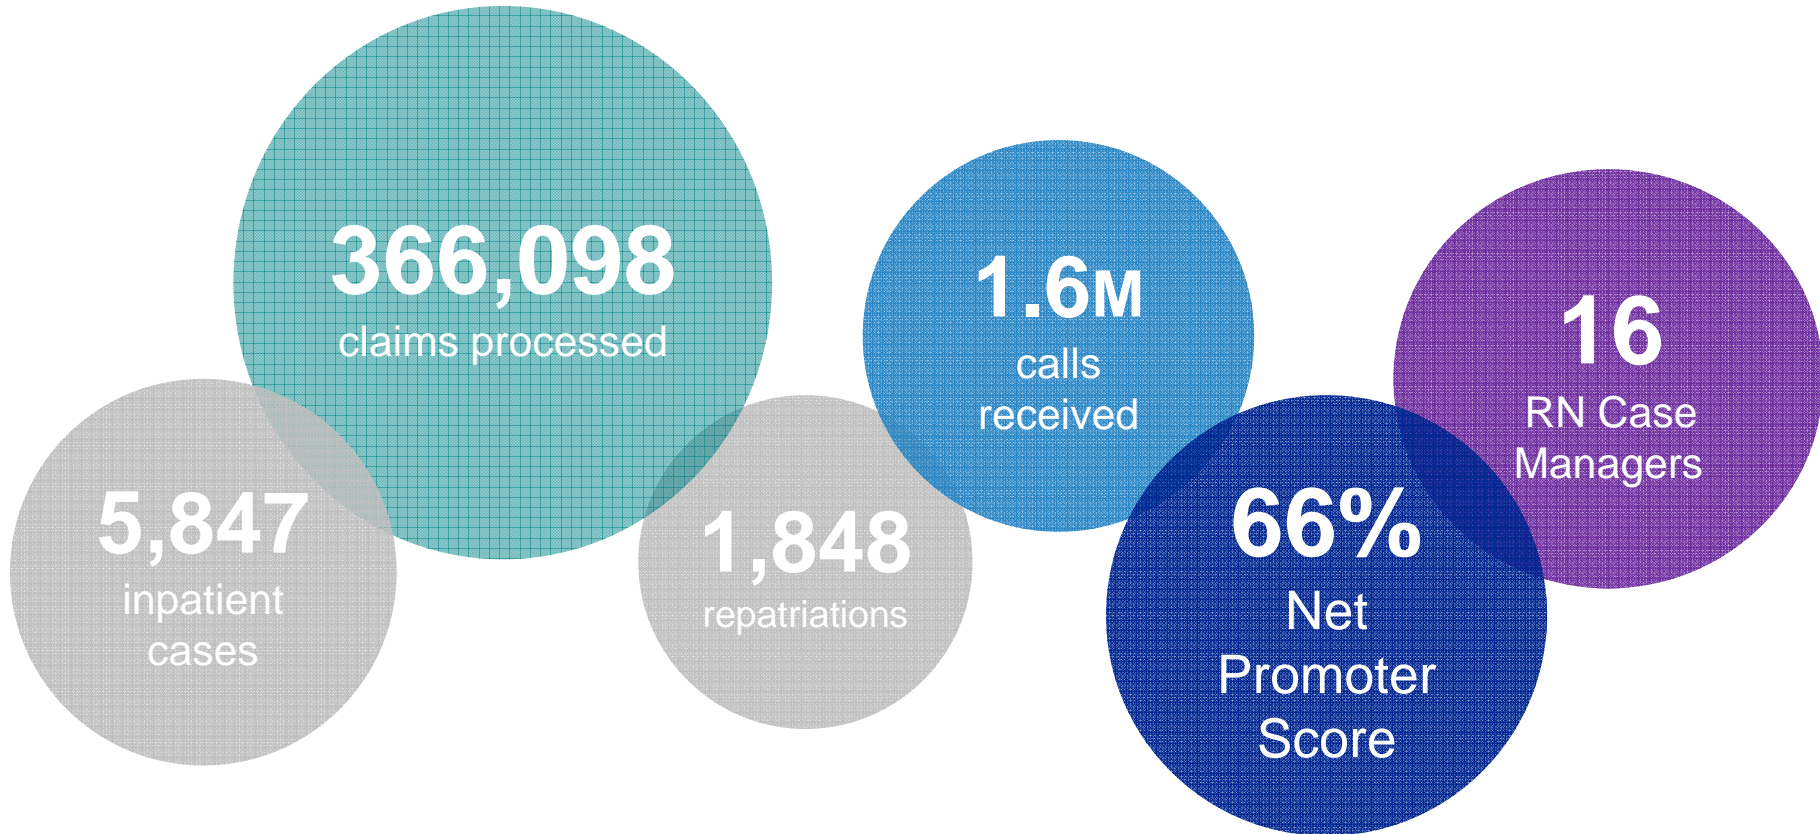 366,098
claims processed
5,847
inpatient
cases
1,848
repatriations
1.6M
calls
received
66%
Net
Promoter
Score
16
RN Case
Managers